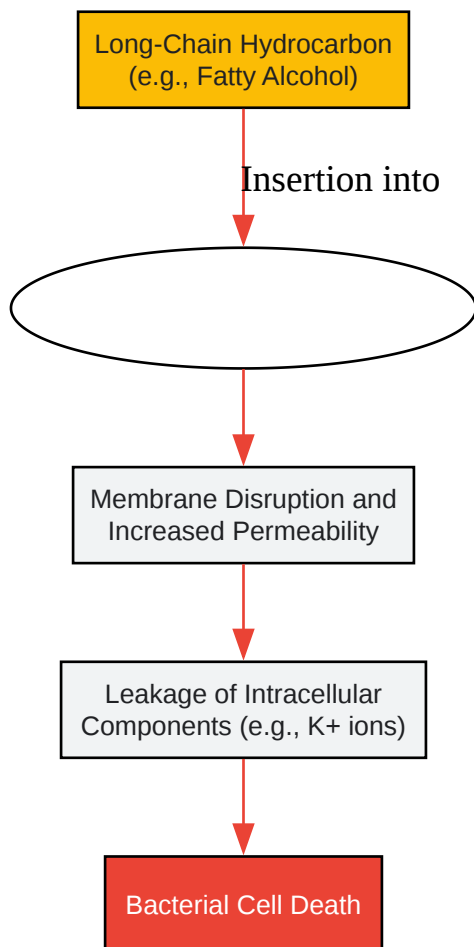 Long-Chain Hydrocarbon
(e.g., Fatty Alcohol)
Insertion into
Membrane Disruption and
Increased Permeability
Leakage of Intracellular
Components (e.g., K+ ions)
Bacterial Cell Death